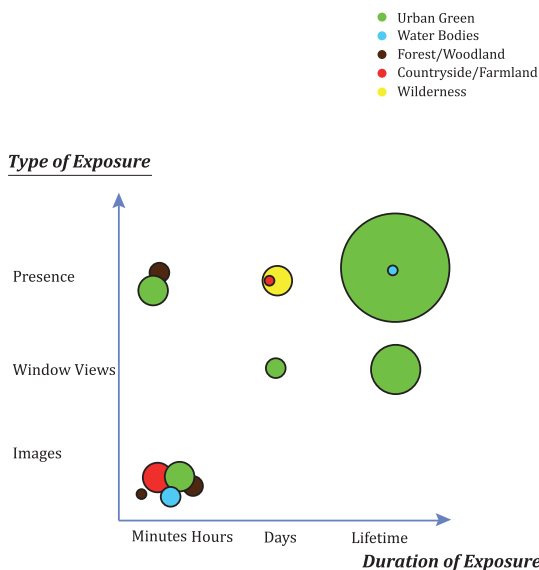 Urban Green
Water Bodies
Forest/Woodland
Countryside/Farmland
Wilderness
Type of Exposure
Presence
Window Views
Images
Minutes Hours Days Lifetime
Duration of Exposure